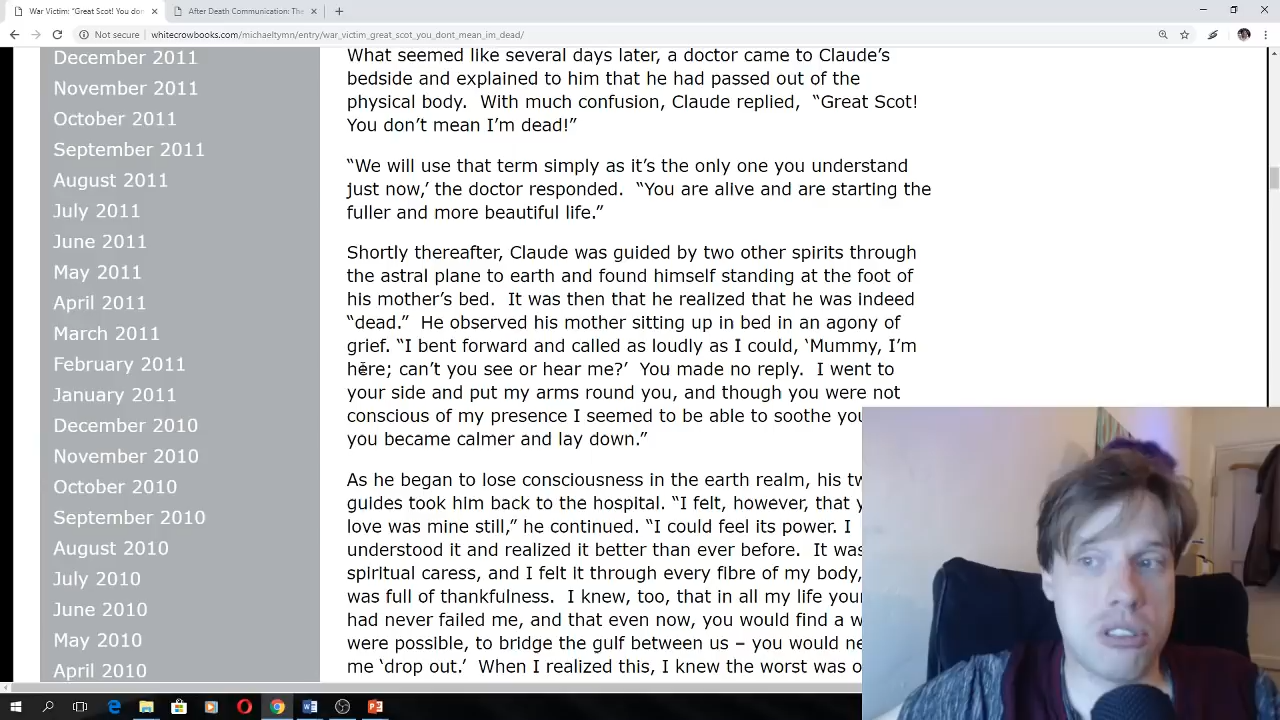 War Victim: "Great Scot! You don
After Death Communication: The
Not secure
whitecrowbooks.com/michaeltymn/entry/war_victim_great_scot_you_dont_mean_im_dead/
December 2011
November 2011
October 2011
September 2011
August 2011
July 2011
June 2011
May 2011
April 2011
March 2011
February 2011
January 2011
December 2010
November 2010
October 2010
September 2010
August 2010
July 2010
June 2010
May 2010
April 2010
What seemed like several days later, a doctor came to Claude’s
bedside and explained to him that he had passed out of the
physical body.  With much confusion, Claude replied,  “Great Scot!
You don’t mean I’m dead!”
“We will use that term simply as it’s the only one you understand
just now,’ the doctor responded.  “You are alive and are starting the
fuller and more beautiful life.”
Shortly thereafter, Claude was guided by two other spirits through
the astral plane to earth and found himself standing at the foot of
his mother’s bed.  It was then that he realized that he was indeed
“dead.”  He observed his mother sitting up in bed in an agony of
grief. “I bent forward and called as loudly as I could, ‘Mummy, I’m
here; can’t you see or hear me?’  You made no reply.  I went to
your side and put my arms round you, and though you were not
conscious of my presence I seemed to be able to soothe you
you became calmer and lay down.”
As he began to lose consciousness in the earth realm, his tw
guides took him back to the hospital. “I felt, however, that y
love was mine still,” he continued. “I could feel its power. I
understood it and realized it better than ever before.  It was
spiritual caress, and I felt it through every fibre of my body,
was full of thankfulness.  I knew, too, that in all my life your
had never failed me, and that even now, you would find a w
were possible, to bridge the gulf between us – you would ne
me ‘drop out.’  When I realized this, I knew the worst was o